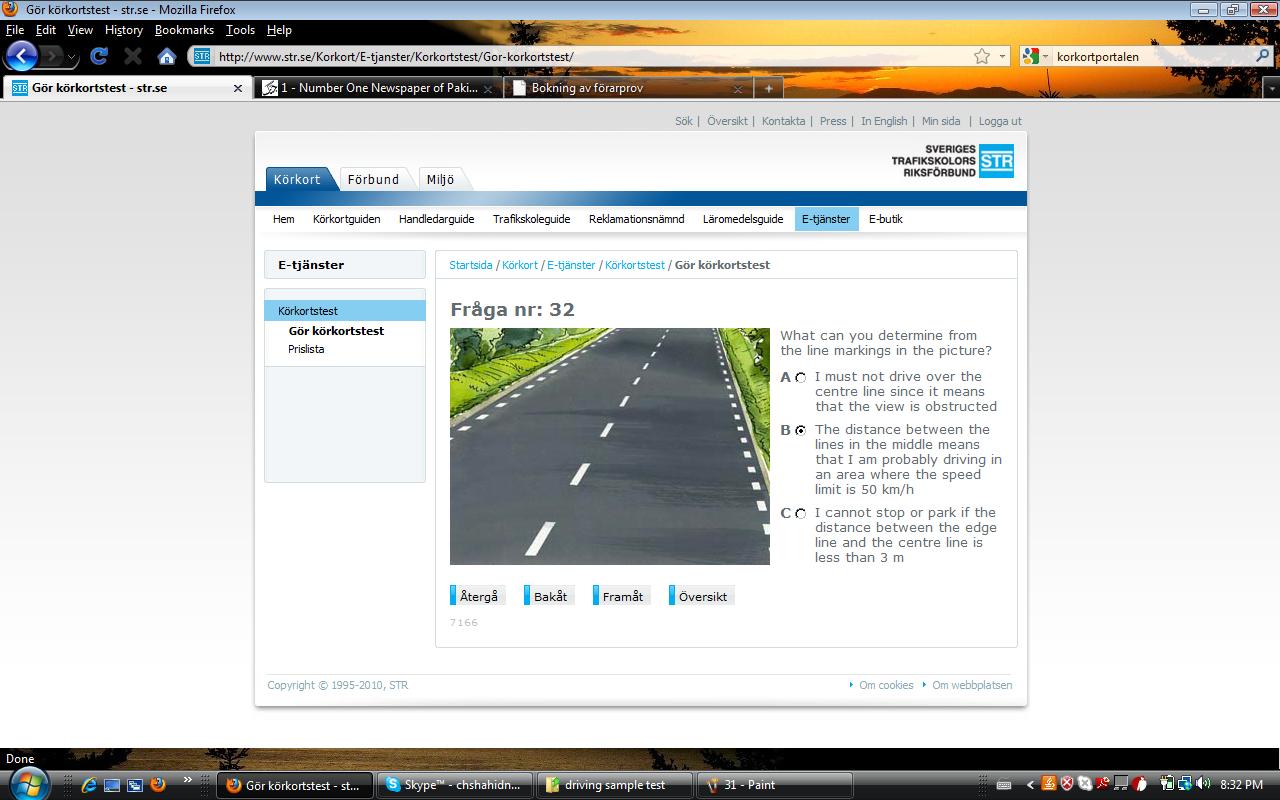 Gör körkortstest - str.se - Mozilla Firefox
File Edit View History Bookmarks Tools Help
STR http://www.str.se/Korkort/E-tjanster/Korkortstest/Gor-korkortstest/ korkortportalen
STR Gör körkortstest - str.se 1 - Number One Newspaper of Paki... Bokning av förarprov
Sök | Översikt | Kontakta | Press | In English | Min sida | Logga ut
SVERIGES
TRAFIKSKOLORS STR
RIKSFÖRBUND
Körkort Förbund Miljö
Hem Körkortguiden Handledarguide Trafikskoleguide Reklamationsnämnd Läromedelsguide E-tjänster E-butik
E-tjänster
Körkortstest
Gör körkortstest
Prislista
Startsida / Körkort / E-tjänster / Körkortstest / Gör körkortstest
Fråga nr: 32
What can you determine from
the line markings in the picture?
A I must not drive over the
centre line since it means
that the view is obstructed
B The distance between the
lines in the middle means
that I am probably driving in
an area where the speed
limit is 50 km/h
C I cannot stop or park if the
distance between the edge
line and the centre line is
less than 3 m
Återgå Bakåt Framåt Översikt
7166
Copyright © 1995-2010, STR Om cookies Om webbplatsen
Done
Gör körkortstest - st... Skype™ - chshahidn... driving sample test 31 - Paint 8:32 PM